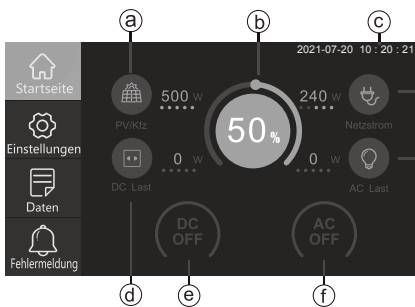 a b c
2021-07-20 10 : 20 : 21
Startseite
500 W
240 W
PV/Kfz
50%
Netzstrom
Einstellungen
0 W
0 W
DC Last
AC Last
Daten
DC
OFF
AC
OFF
Fehlermeldung
d e f